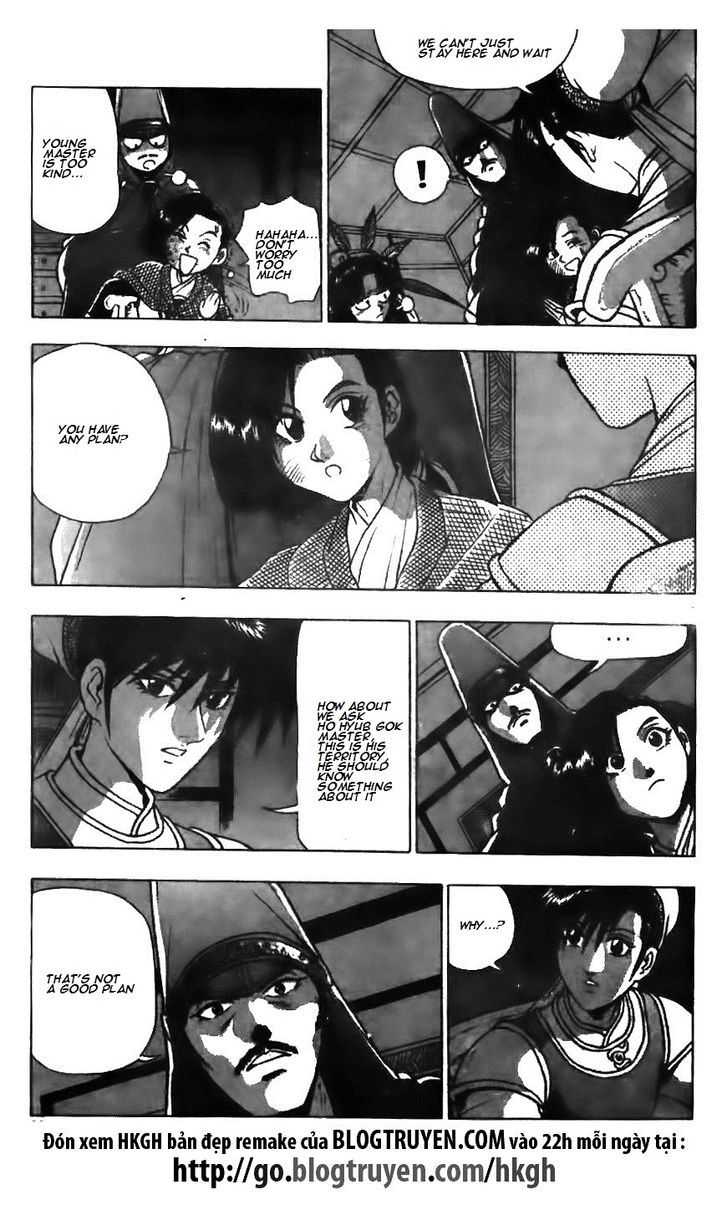 YOUNG
MASTER
IS TOO
KIND...
HAHAHA...
DON'T
WORRY
TOO
MUCH
WE CAN'T JUST
STAY HERE AND WAIT
!
YOU HAVE
ANY PLAN?
HOW ABOUT
WE ASK
HO HYUB GOK
MASTER,
THIS IS HIS
TERRITORY,
HE SHOULD
KNOW
SOMETHING
ABOUT IT
...
THAT'S NOT
A GOOD PLAN
WHY...?
Đón xem HKGH bản đẹp remake của BLOGTRUYEN.COM vào 22h mỗi ngày tại :
http://go.blogtruyen.com/hkgh